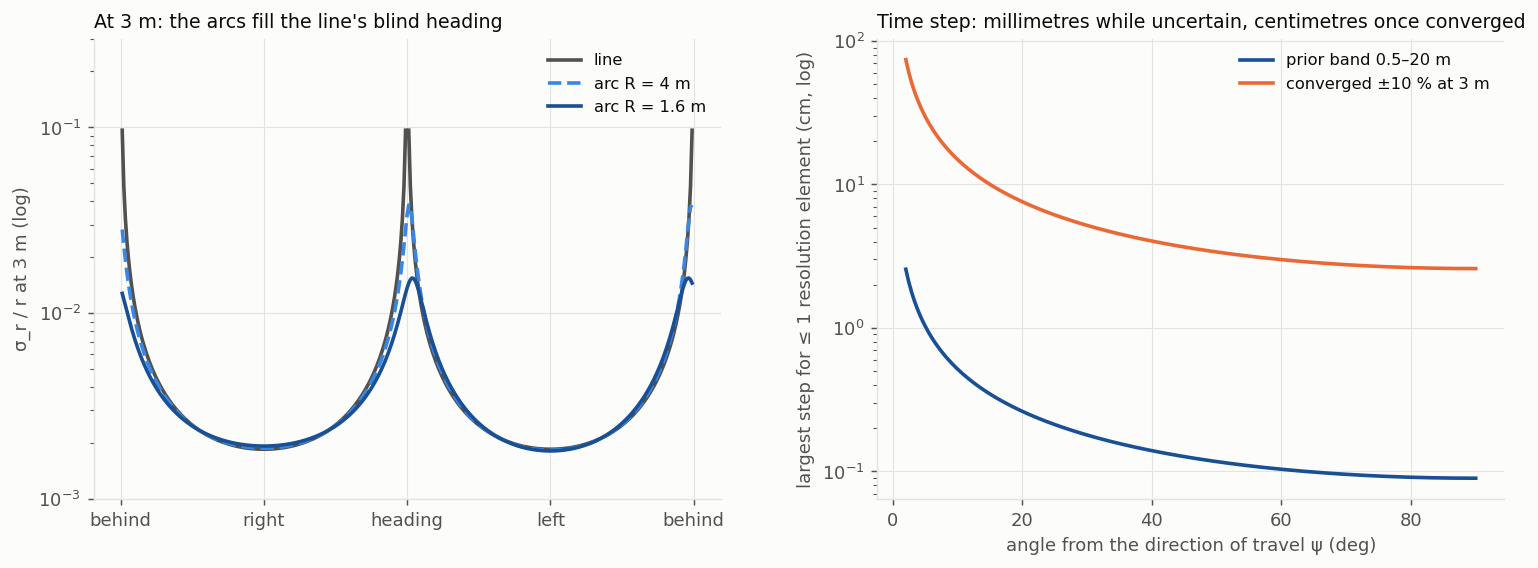 At 3 m: the arcs fill the line's blind heading
line
arc R = 4 m
arc R = 1.6 m
σ_r / r at 3 m (log)
10⁻¹
10⁻²
10⁻³
behind
right
heading
left
behind
Time step: millimetres while uncertain, centimetres once converged
prior band 0.5–20 m
converged ±10 % at 3 m
largest step for ≤ 1 resolution element (cm, log)
10²
10¹
10⁰
10⁻¹
0
20
40
60
80
angle from the direction of travel ψ (deg)